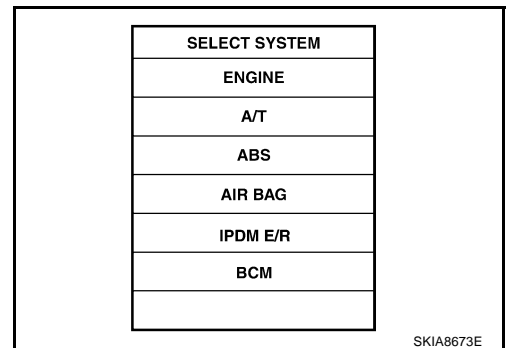 SELECT SYSTEM
ENGINE
A/T
ABS
AIR BAG
IPDM E/R
BCM
SKIA8673E